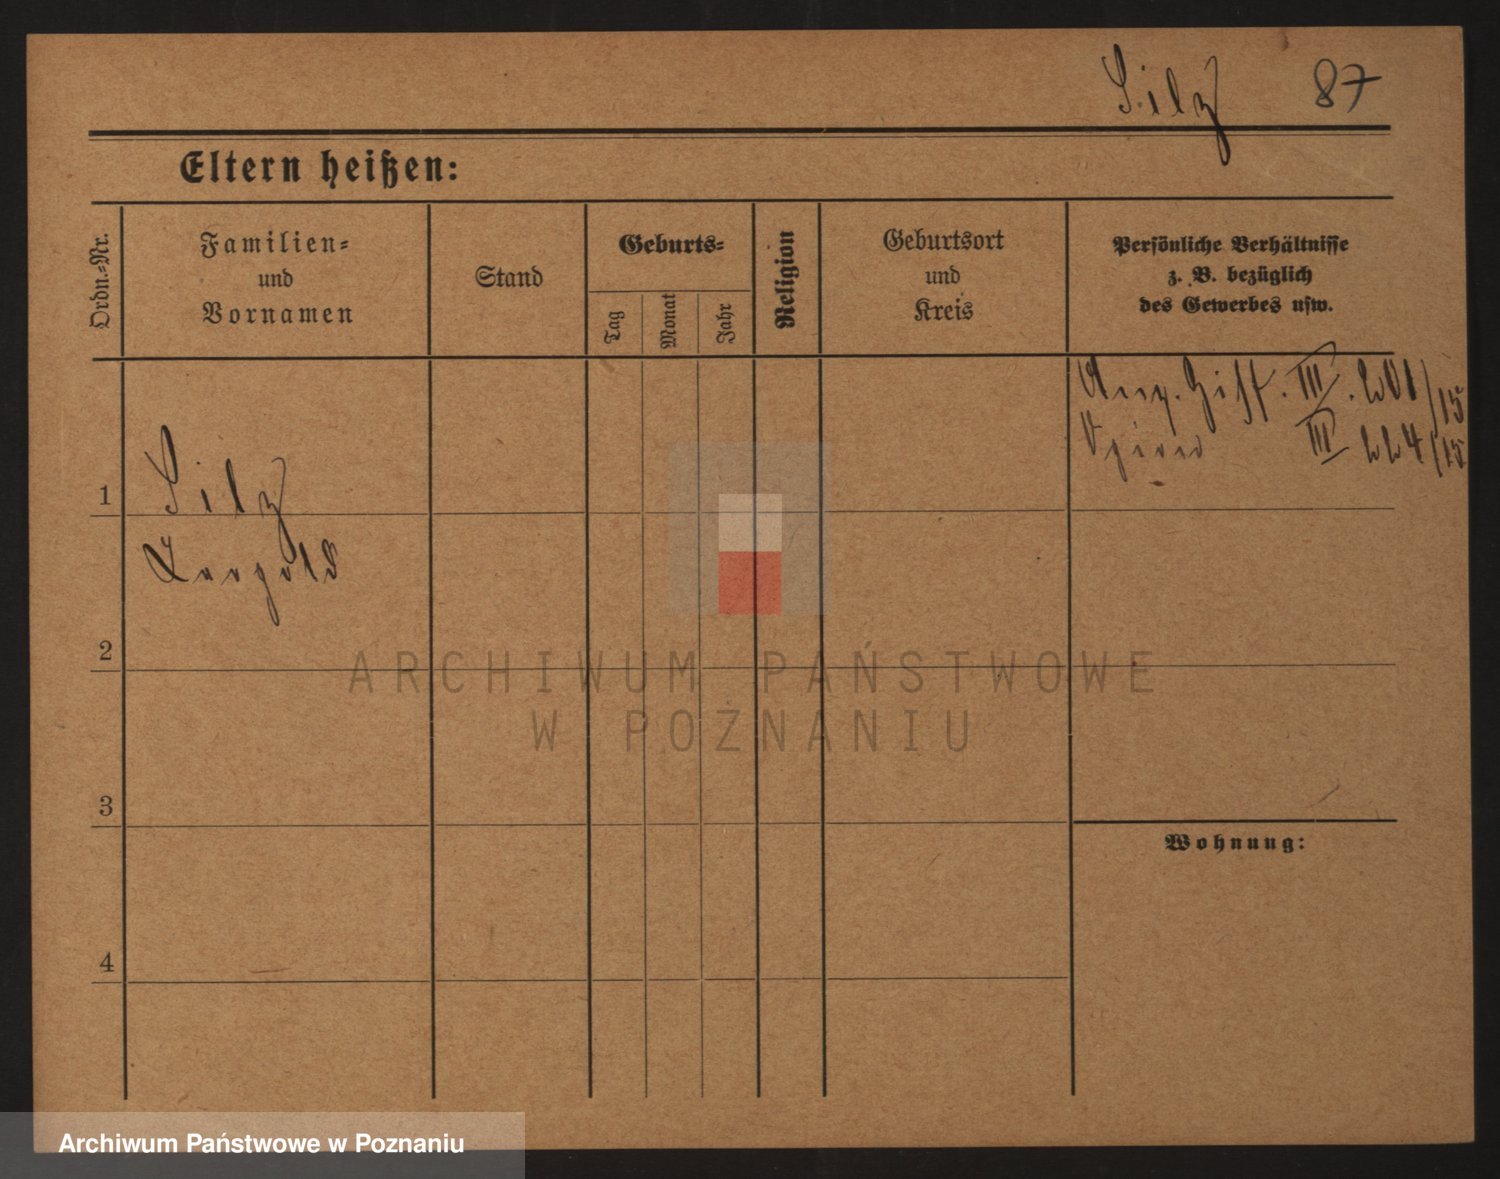 Silz 87
Eltern heißen:
Ordn.-Nr.
Familien-
und
Vornamen
Stand
Geburts-
Tag
Monat
Jahr
Religion
Geburtsort
und
Kreis
Persönliche Verhältnisse
z. B. bezüglich
des Gewerbes usw.
III. 201/15
III 224/15
1
Silz
Leopold
2
3
4
Wohnung:
ARCHIWUM PAŃSTWOWE
W POZNANIU
Archiwum Państwowe w Poznaniu